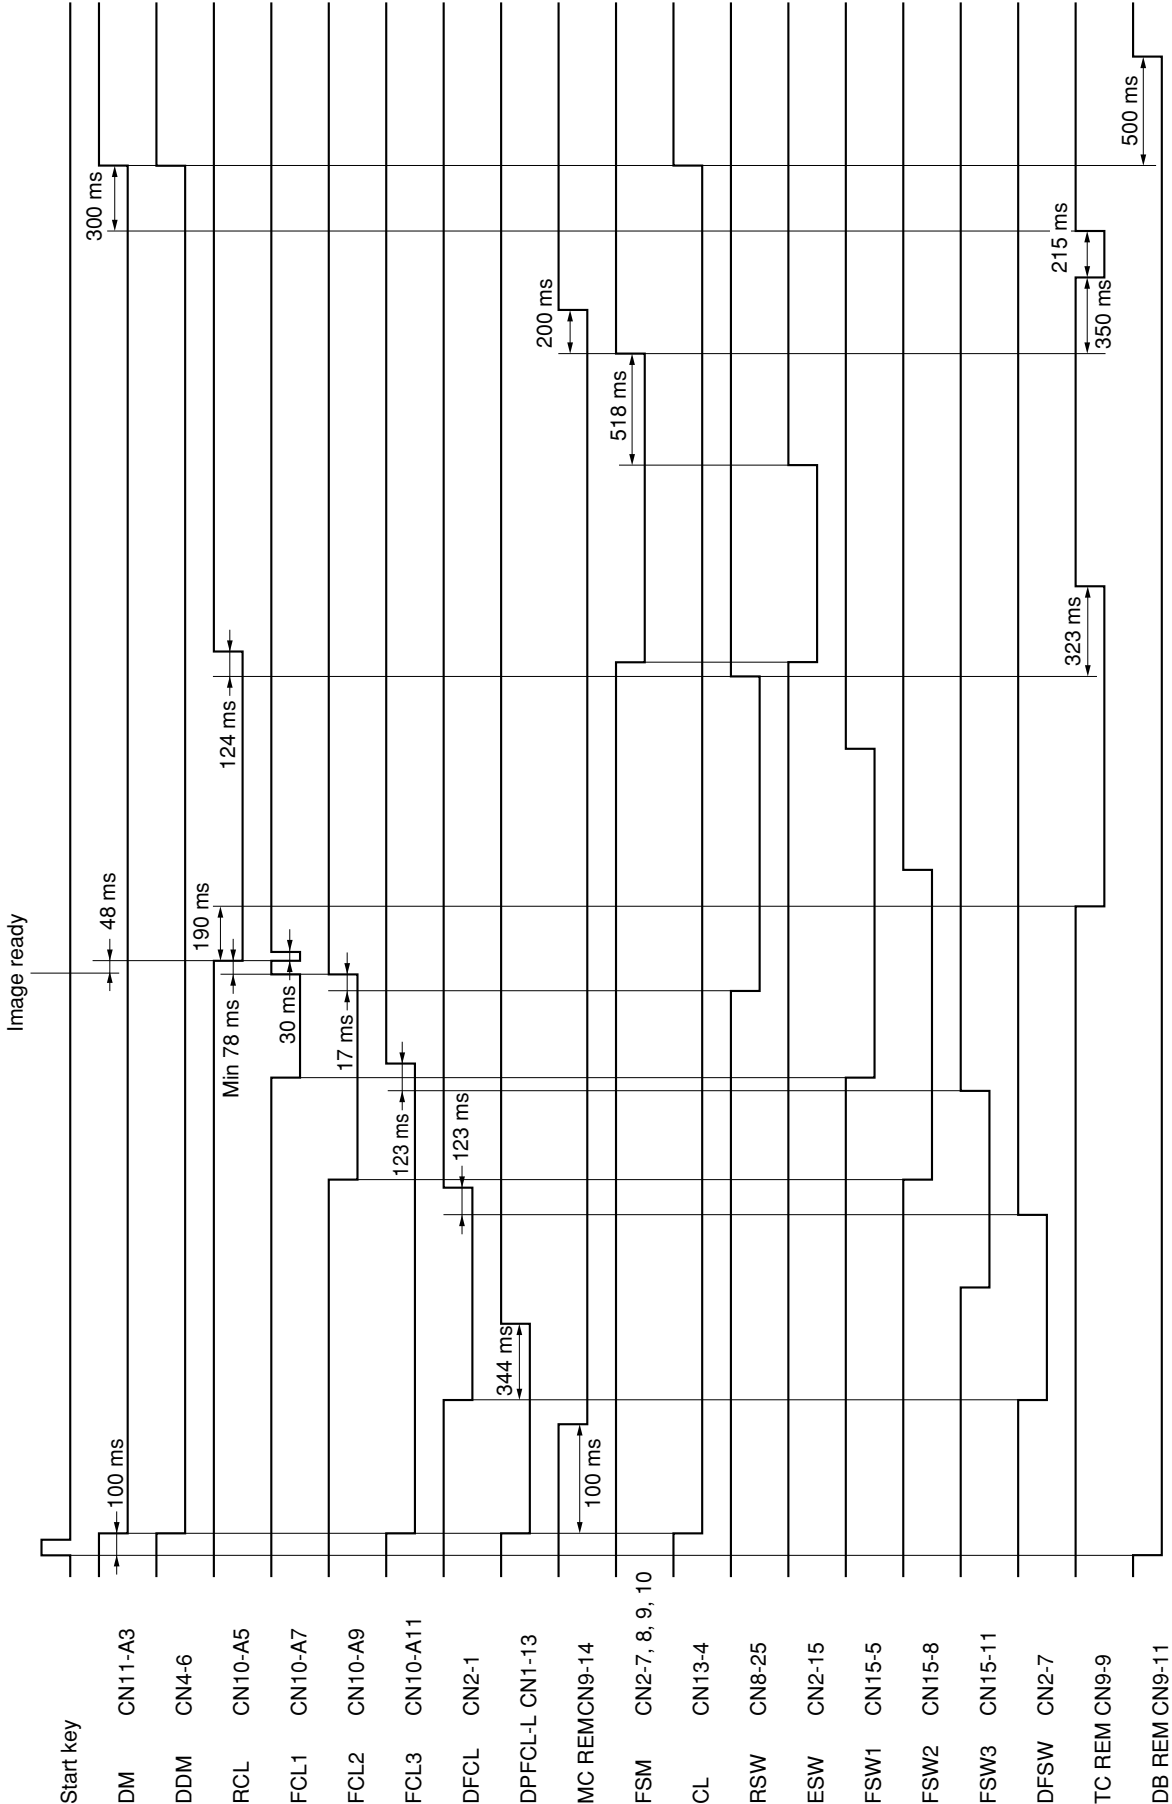 Image ready
Start key
DM CN11-A3
100 ms
48 ms
300 ms
DDM CN4-6
RCL CN10-A5
Min 78 ms
190 ms
124 ms
FCL1 CN10-A7
30 ms
FCL2 CN10-A9
17 ms
FCL3 CN10-A11
123 ms
DFCL CN2-1
123 ms
DPFCL-L CN1-13
344 ms
MC REM CN9-14
100 ms
200 ms
FSM CN2-7, 8, 9, 10
518 ms
CL CN13-4
RSW CN8-25
ESW CN2-15
FSW1 CN15-5
FSW2 CN15-8
FSW3 CN15-11
DFSW CN2-7
TC REM CN9-9
323 ms
350 ms
215 ms
DB REM CN9-11
500 ms